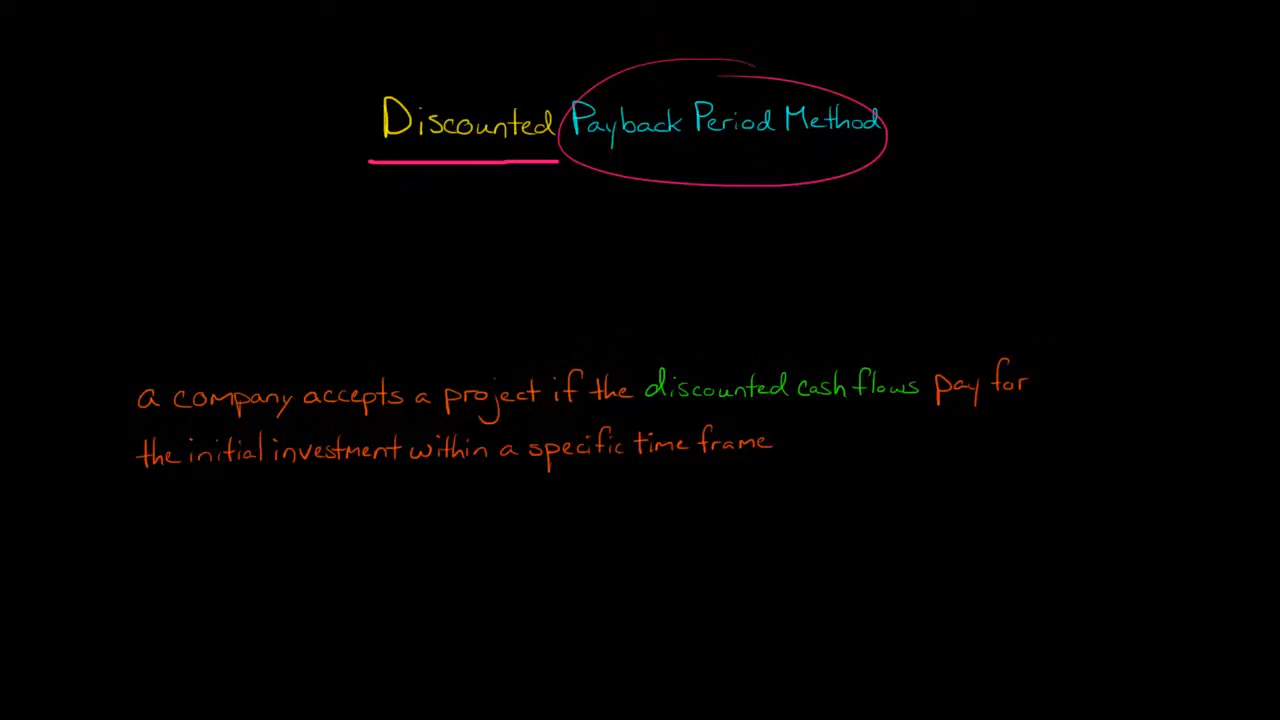 Discounted Payback Period Method
a company accepts a project if the discounted cash flows pay for
the initial investment within a specific time frame